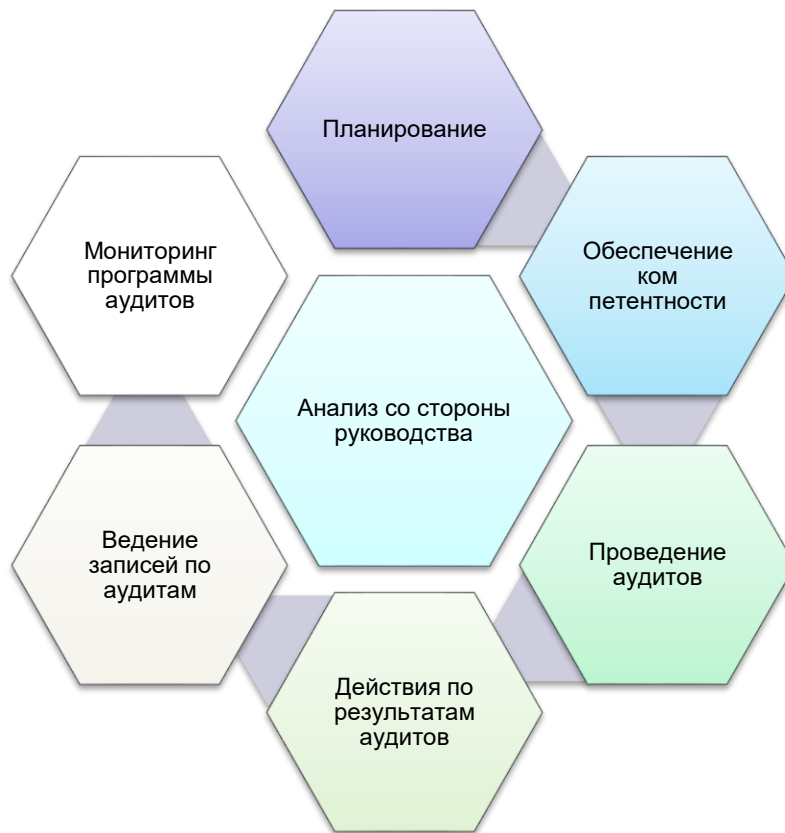 Планирование
Мониторинг
программы
аудитов
Обеспечение
ком
петентности
Анализ со стороны
руководства
Ведение
записей по
аудитам
Проведение
аудитов
Действия по
результатам
аудитов